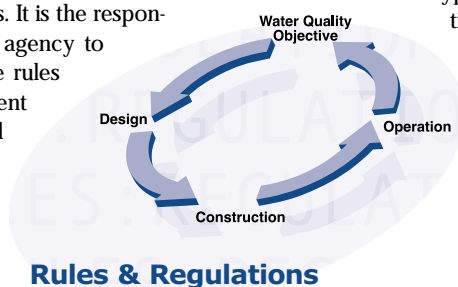 s. It is the respon-
agency to
e rules
ent
Water Quality
Objective
Design
Operation
Construction
Rules & Regulations